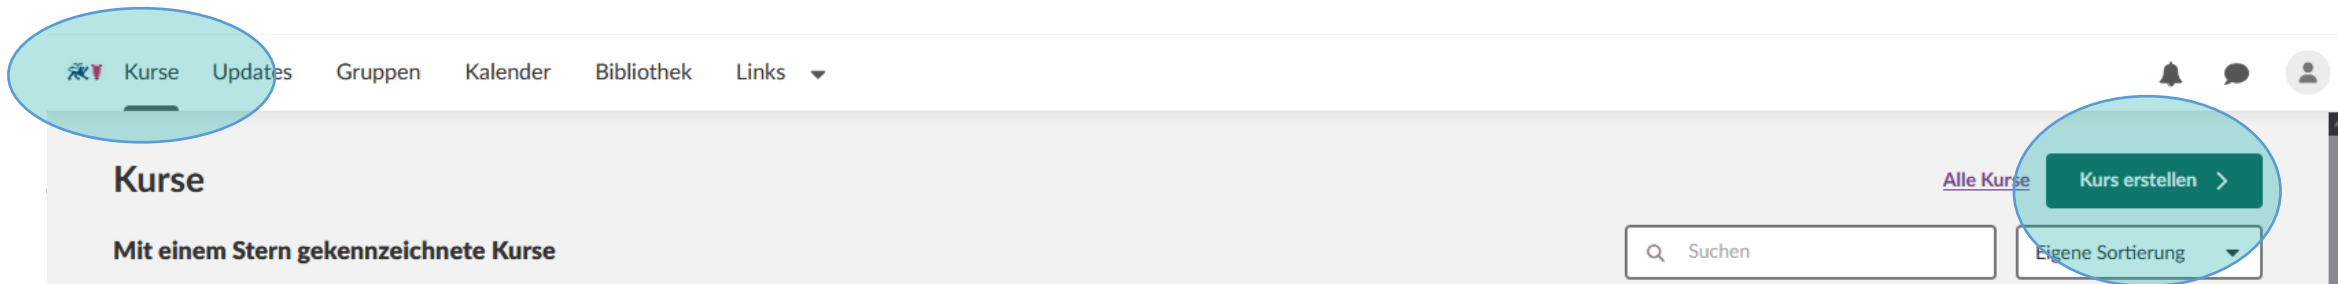 Kurse Updates Gruppen Kalender Bibliothek Links
Kurse
Alle Kurse Kurs erstellen
Mit einem Stern gekennzeichnete Kurse
Suchen Eigene Sortierung